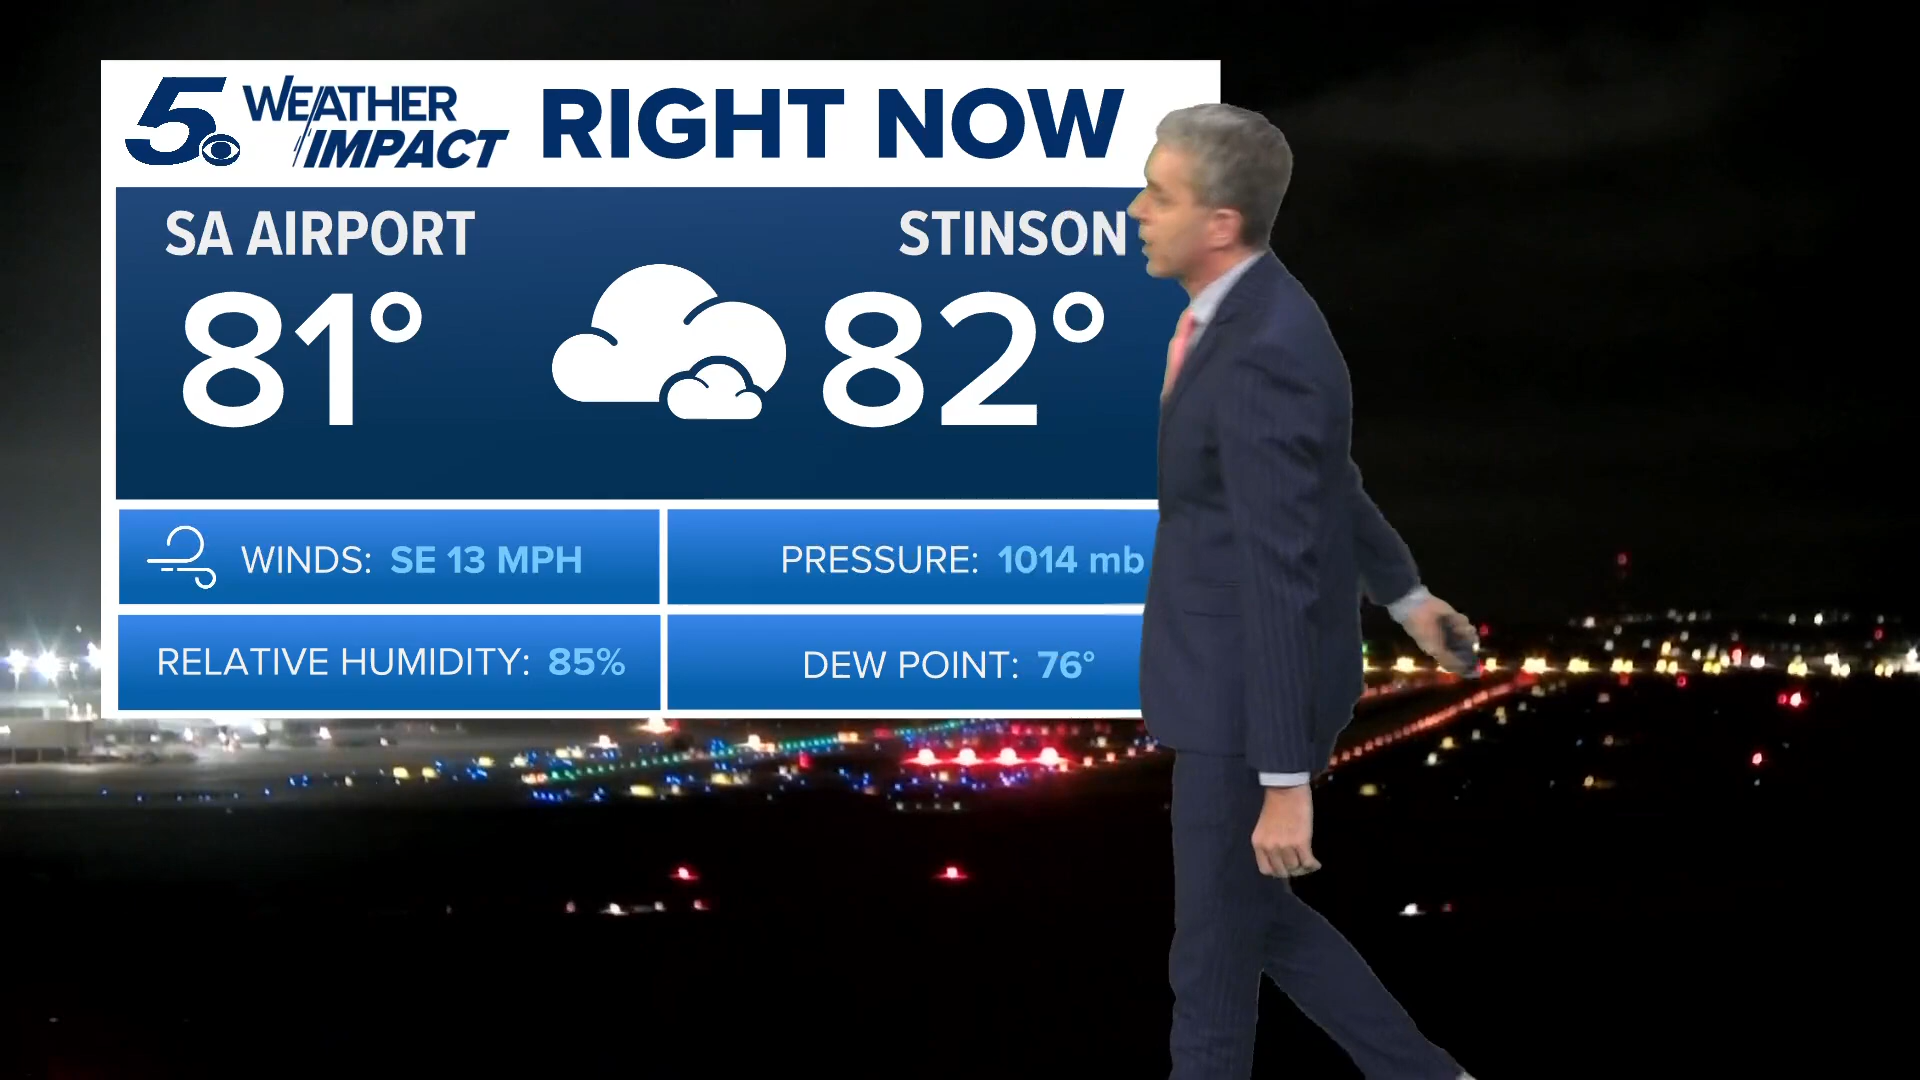 5 WEATHER IMPACT RIGHT NOW
SA AIRPORT STINSON
81° 82°
WINDS: SE 13 MPH PRESSURE: 1014 mb
RELATIVE HUMIDITY: 85% DEW POINT: 76°